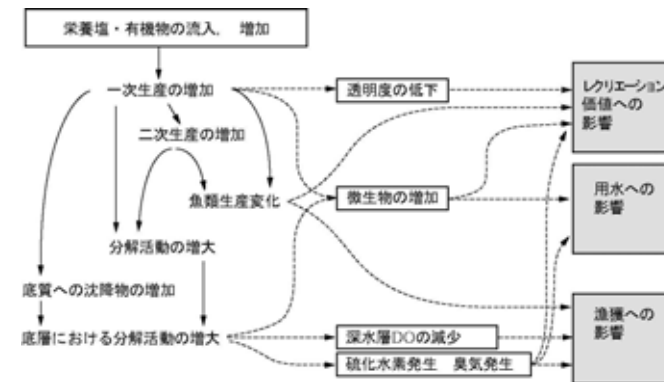 栄養塩・有機物の流入, 増加
一次生産の増加
透明度の低下
レクリエーション
価値への
影響
二次生産の増加
魚類生産変化
微生物の増加
用水への
影響
分解活動の増大
底質への沈降物の増加
漁獲への
影響
底層における分解活動の増大
深水層DOの減少
硫化水素発生 臭気発生